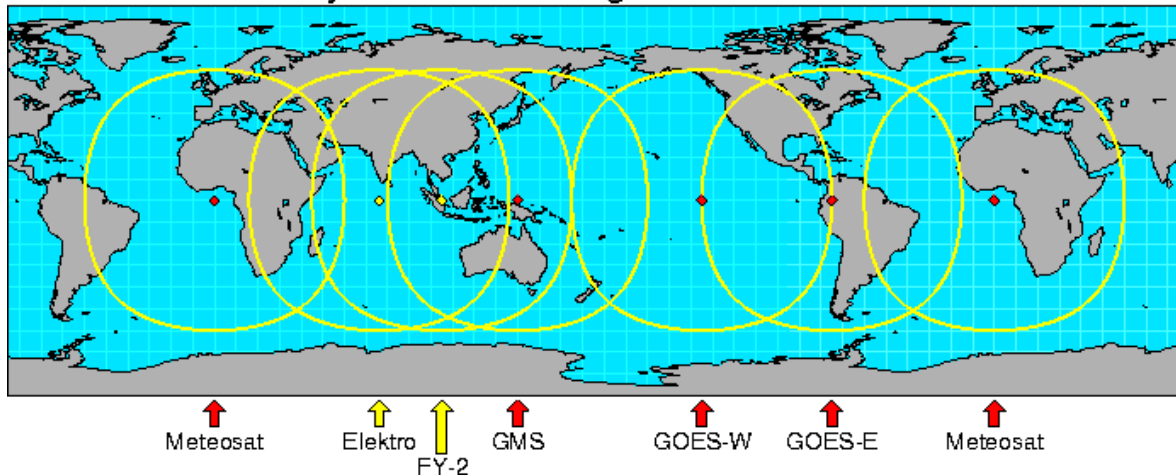 Meteosat
Elektro
FY-2
GMS
GOES-W
GOES-E
Meteosat